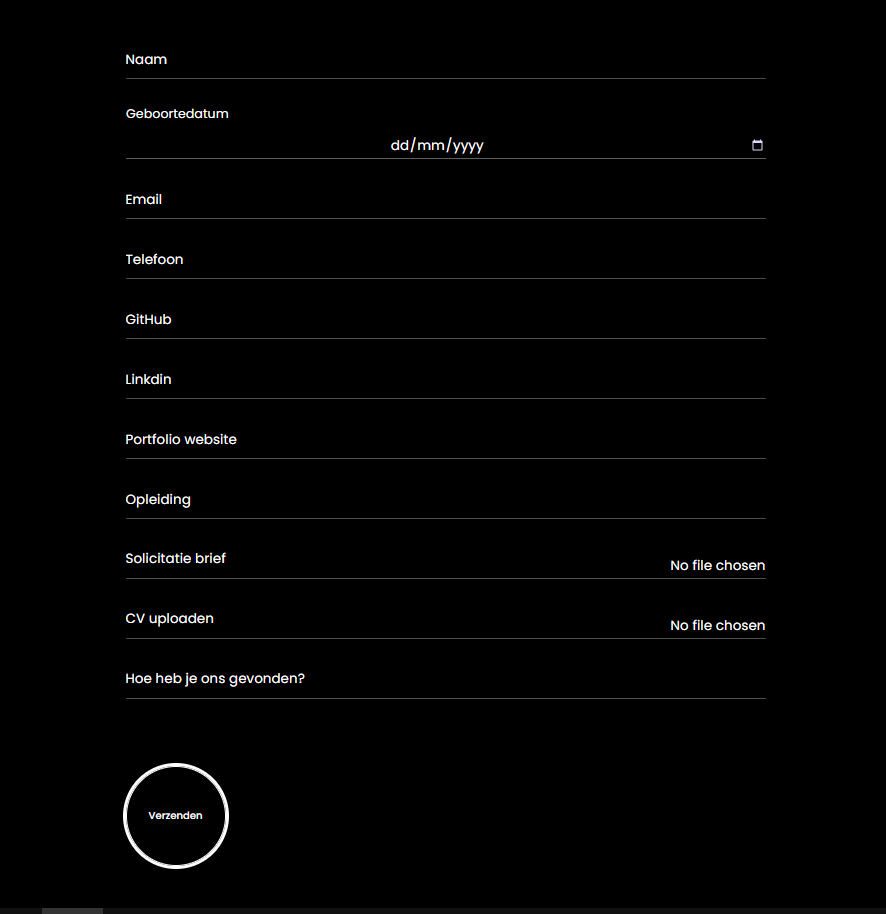 Naam
Geboortedatum
dd/mm/yyyy
Email
Telefoon
GitHub
Linkdin
Portfolio website
Opleiding
Solicitatie brief
No file chosen
CV uploaden
No file chosen
Hoe heb je ons gevonden?
Verzenden